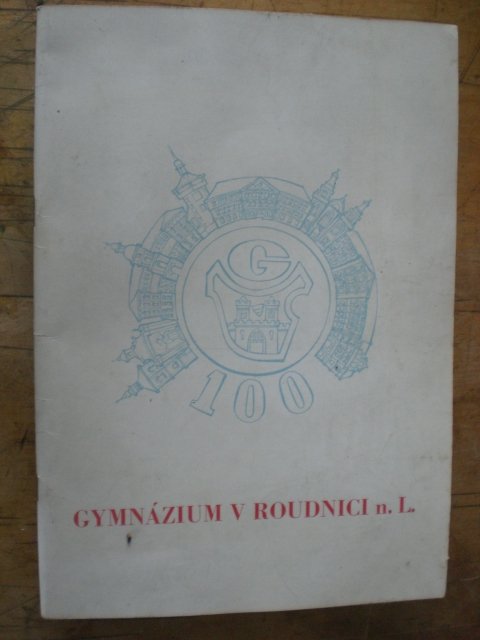 G
100
GYMNÁZIUM V ROUDNICI n. L.